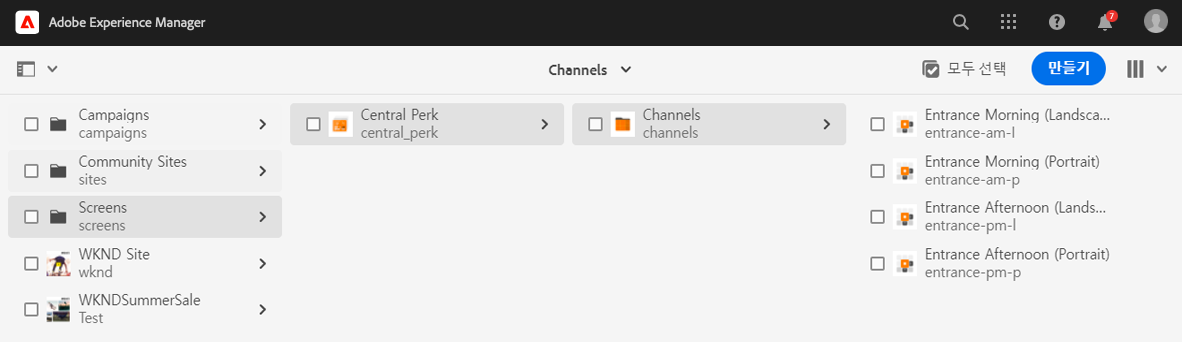 Adobe Experience Manager
7
Channels
모두 선택
만들기
Campaigns
campaigns
Community Sites
sites
Screens
screens
WKND Site
wknd
WKNDSummerSale
Test
Central Perk
central_perk
Channels
channels
Entrance Morning (Landsca...
entrance-am-l
Entrance Morning (Portrait)
entrance-am-p
Entrance Afternoon (Lands...
entrance-pm-l
Entrance Afternoon (Portrait)
entrance-pm-p